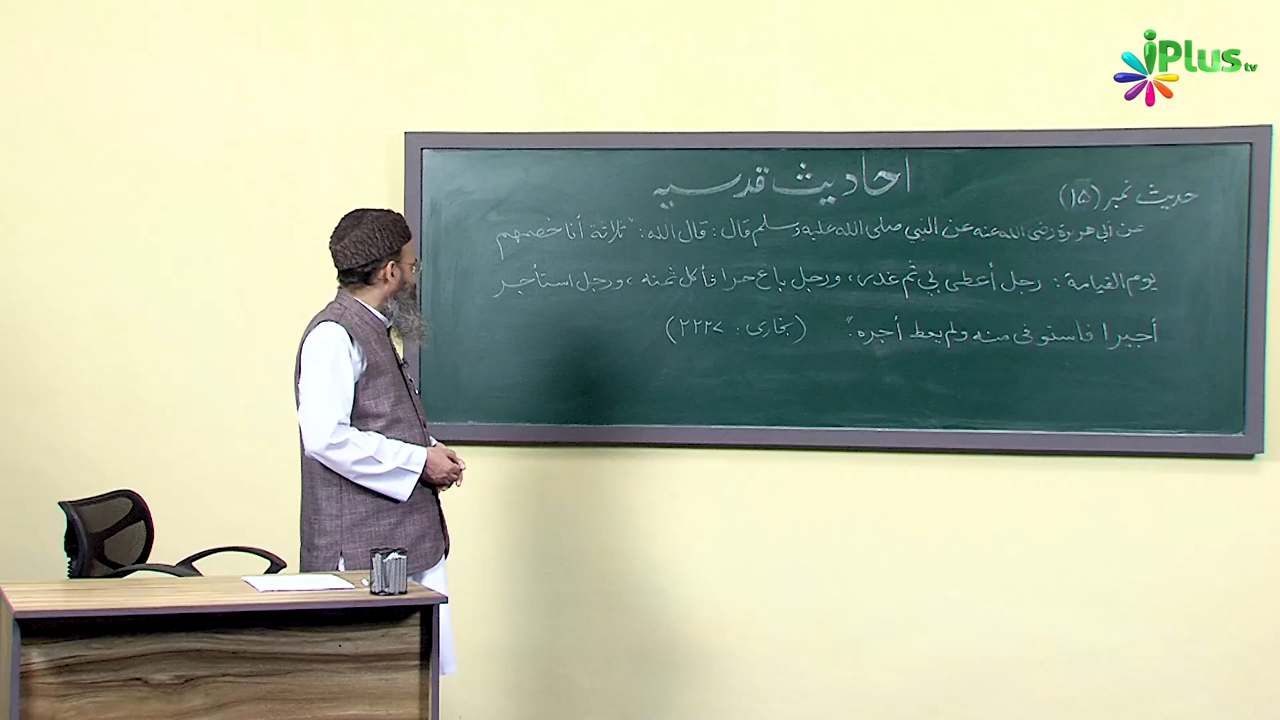 iPlus tv
احادیث قدسیہ
حدیث نمبر (۱۵)
عن ابی هريرة رضی الله عنه عن النبي صلى الله عليه وسلم قال: قال الله: "ثلاثة أنا خصمهم
يوم القيامة: رجل أعطى بي ثم غدر، ورجل باع حرا فأكل ثمنه، ورجل استأجر
أجيرا فاستوفى منه ولم يعط أجره." (بخاری: ۲۲۲۷)